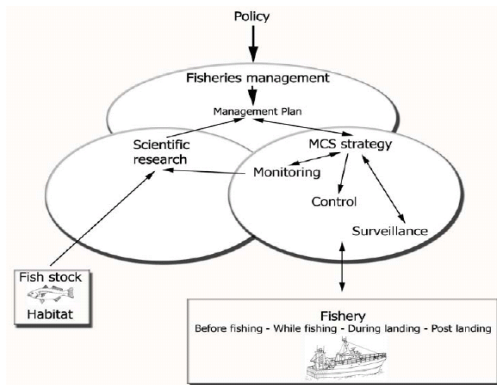 Policy
Fisheries management
Management Plan
Scientific
research
MCS strategy
Monitoring
Control
Surveillance
Fish stock
Habitat
Fishery
Before fishing - While fishing - During landing - Post landing